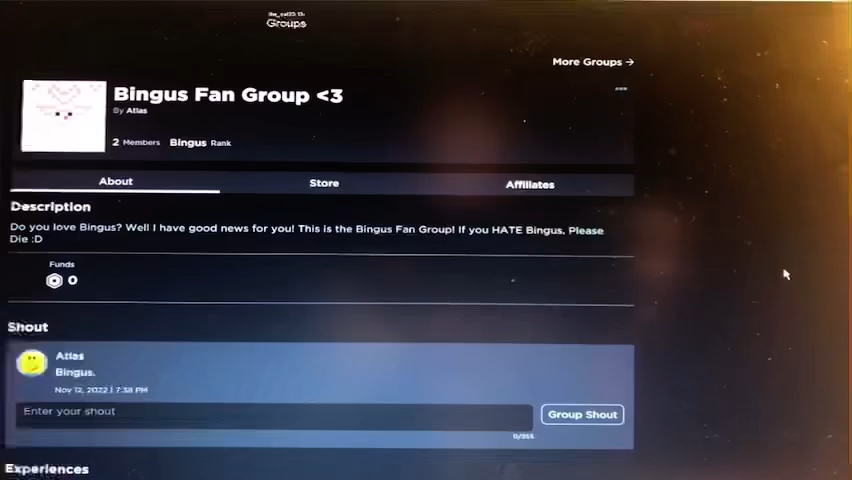 Groups
More Groups →
Bingus Fan Group <3
By Atlas
2 Members Bingus Rank
About Store Affiliates
Description
Do you love Bingus? Well I have good news for you! This is the Bingus Fan Group! If you HATE Bingus, Please
Die :D
Funds
0
Shout
Atlas
Bingus.
Nov 12, 2022 | 7:38 PM
Enter your shout
Group Shout
0/255
Experiences